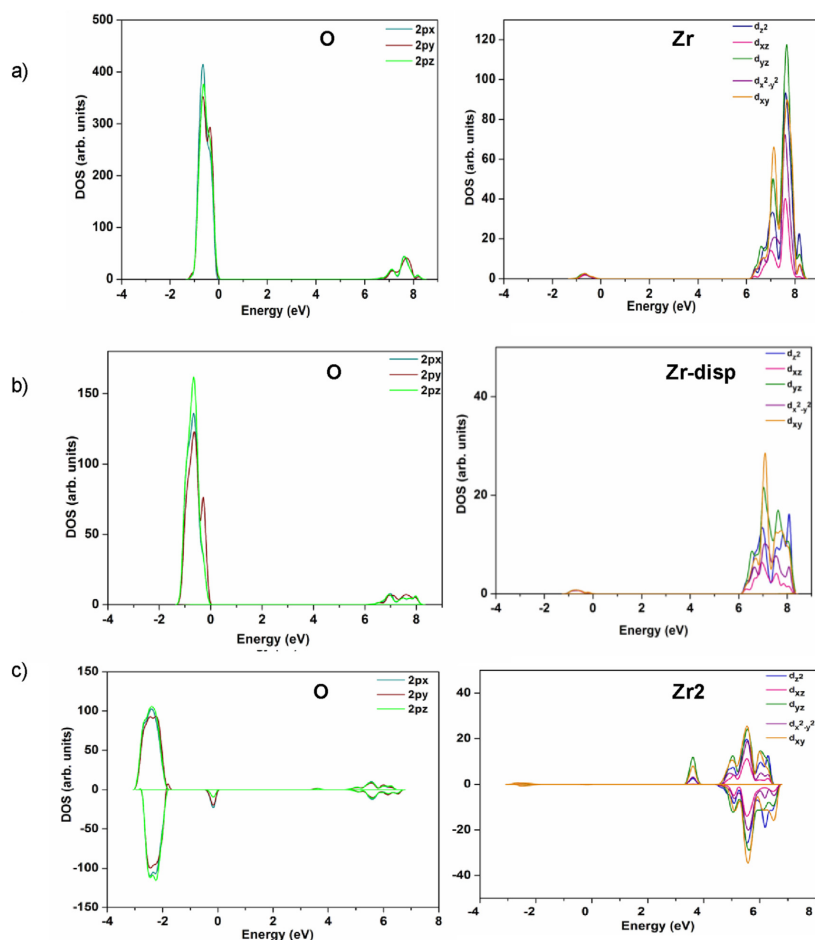 a)
O
2px
2py
2pz
DOS (arb. units)
500
400
300
200
100
0
-4 -2 0 2 4 6 8
Energy (eV)
Zr
dz²
dxz
dyz
dx²-y²
dxy
DOS (arb. units)
120
100
80
60
40
20
0
-4 -2 0 2 4 6 8
Energy (eV)
b)
O
2px
2py
2pz
DOS (arb. units)
150
100
50
0
-4 -2 0 2 4 6 8
Energy (eV)
Zr-disp
dz²
dxz
dyz
dx²-y²
dxy
DOS (arb. units)
40
20
0
-4 -2 0 2 4 6 8
Energy (eV)
c)
O
2px
2py
2pz
DOS (arb. units)
150
100
50
0
-50
-100
-150
-4 -2 0 2 4 6 8
Energy (eV)
Zr2
dz²
dxz
dyz
dx²-y²
dxy
DOS (arb. units)
40
20
0
-20
-40
-4 -2 0 2 4 6 8
Energy (eV)